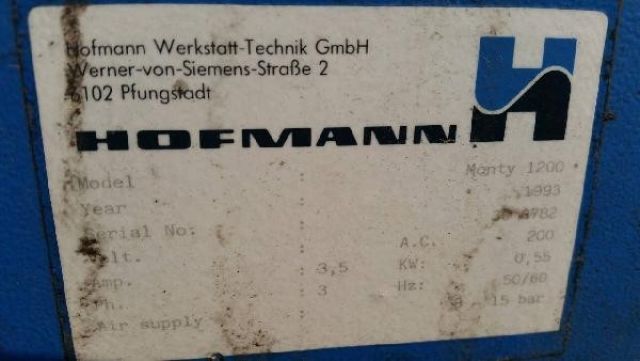 Hofmann Werkstatt-Technik GmbH
Werner-von-Siemens-Straße 2
6102 Pfungstadt
HOFMANN
Model : Monty 1200
Year : 1993
Serial No:
Volt. : A.C. 200
Amp. : 3,5 KW: 0,55
Ph. : 3 Hz: 50/60
Air supply : 15 bar